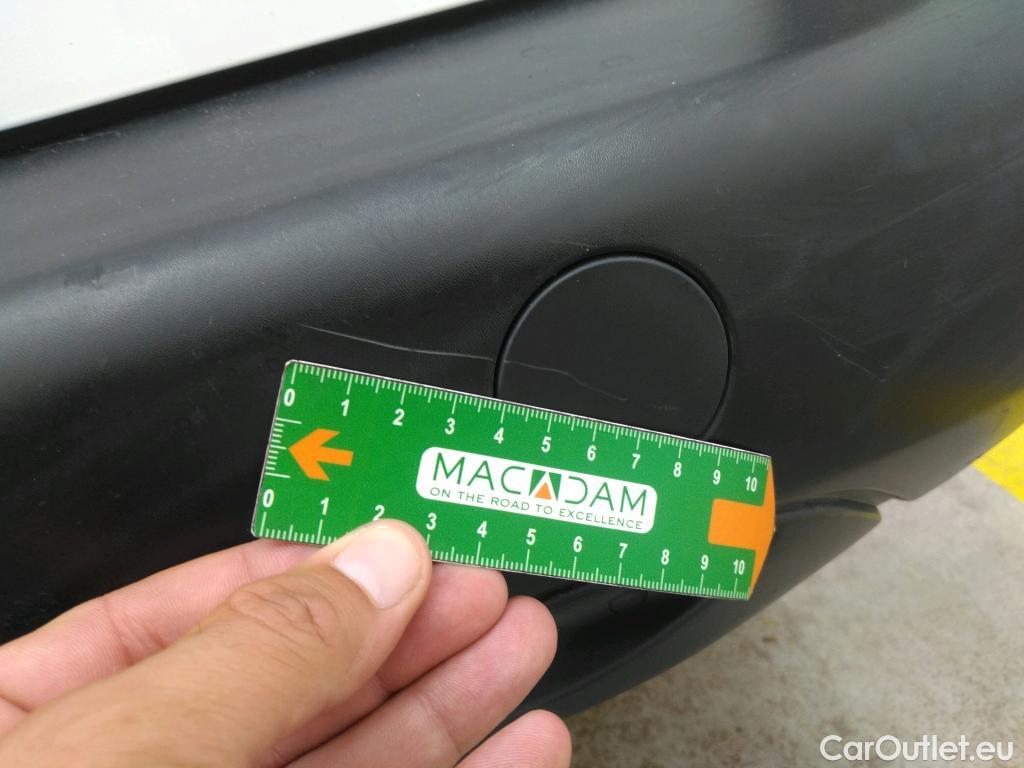 0 1 2 3 4 5 6 7 8 9 10
MACADAM
ON THE ROAD TO EXCELLENCE
0 1 2 3 4 5 6 7 8 9 10
CarOutlet.eu